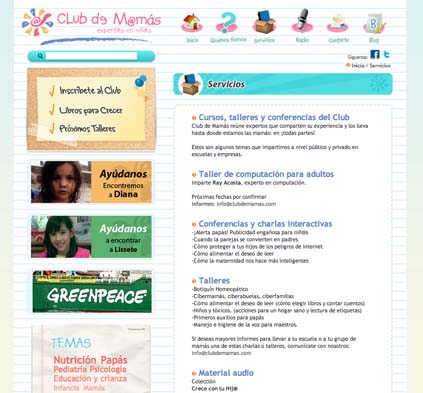 CLub de Mamás
expert@s en niñ@s
Inicio
Quiénes Somos
Servicios
Radio
Contacto
Blog
Síguenos:
Inicio / Servicios
Inscríbete al Club
Libros para Crecer
Próximos Talleres
Ayúdanos
Encontremos
a Diana
Ayúdanos
a encontrar
a Lissete
GREENPEACE
TEMAS
Nutrición Papás
Pediatría Psicología
Educación y crianza
Infancia Mamás
Servicios
Cursos, talleres y conferencias del Club
Club de Mamás reúne expertos que comparten su experiencia y los lleva
hasta donde estamos las mamás: en ¡todas partes!
Estos son algunos temas que impartimos a nivel público y privado en
escuelas y empresas.
Taller de computación para adultos
Imparte Ray Acosta, experto en computación.
Próximas fechas por confirmar
Informes: info@clubdemamas.com
Conferencias y charlas interactivas
-¡Alerta papás! Publicidad engañosa para niñ@s
-Cuando la parejas se convierten en padres
-Cómo proteger a tus hijos de los peligros de internet
-Cómo alimentar el deseo de leer
-Cómo la maternidad nos hace más inteligentes
Talleres
-Botiquín Homeopático
-Cibermamás, ciberabuelas, ciberfamilias
-Cómo alimentar el deseo de leer (cómo elegir libros y contar cuentos)
-Niños y tóxicos. (acciones para un hogar sano y lectura de etiquetas)
-Primeros auxilios para papás
-Manejo e higiene de la voz para maestros.
Si deseas mayores informes para llevar a tu escuela o a tu grupo de
mamás una de estas charlas o talleres, comunícate con nosotros:
info@clubdemamas.com
Material audio
Colección
Crece con tu Hij@